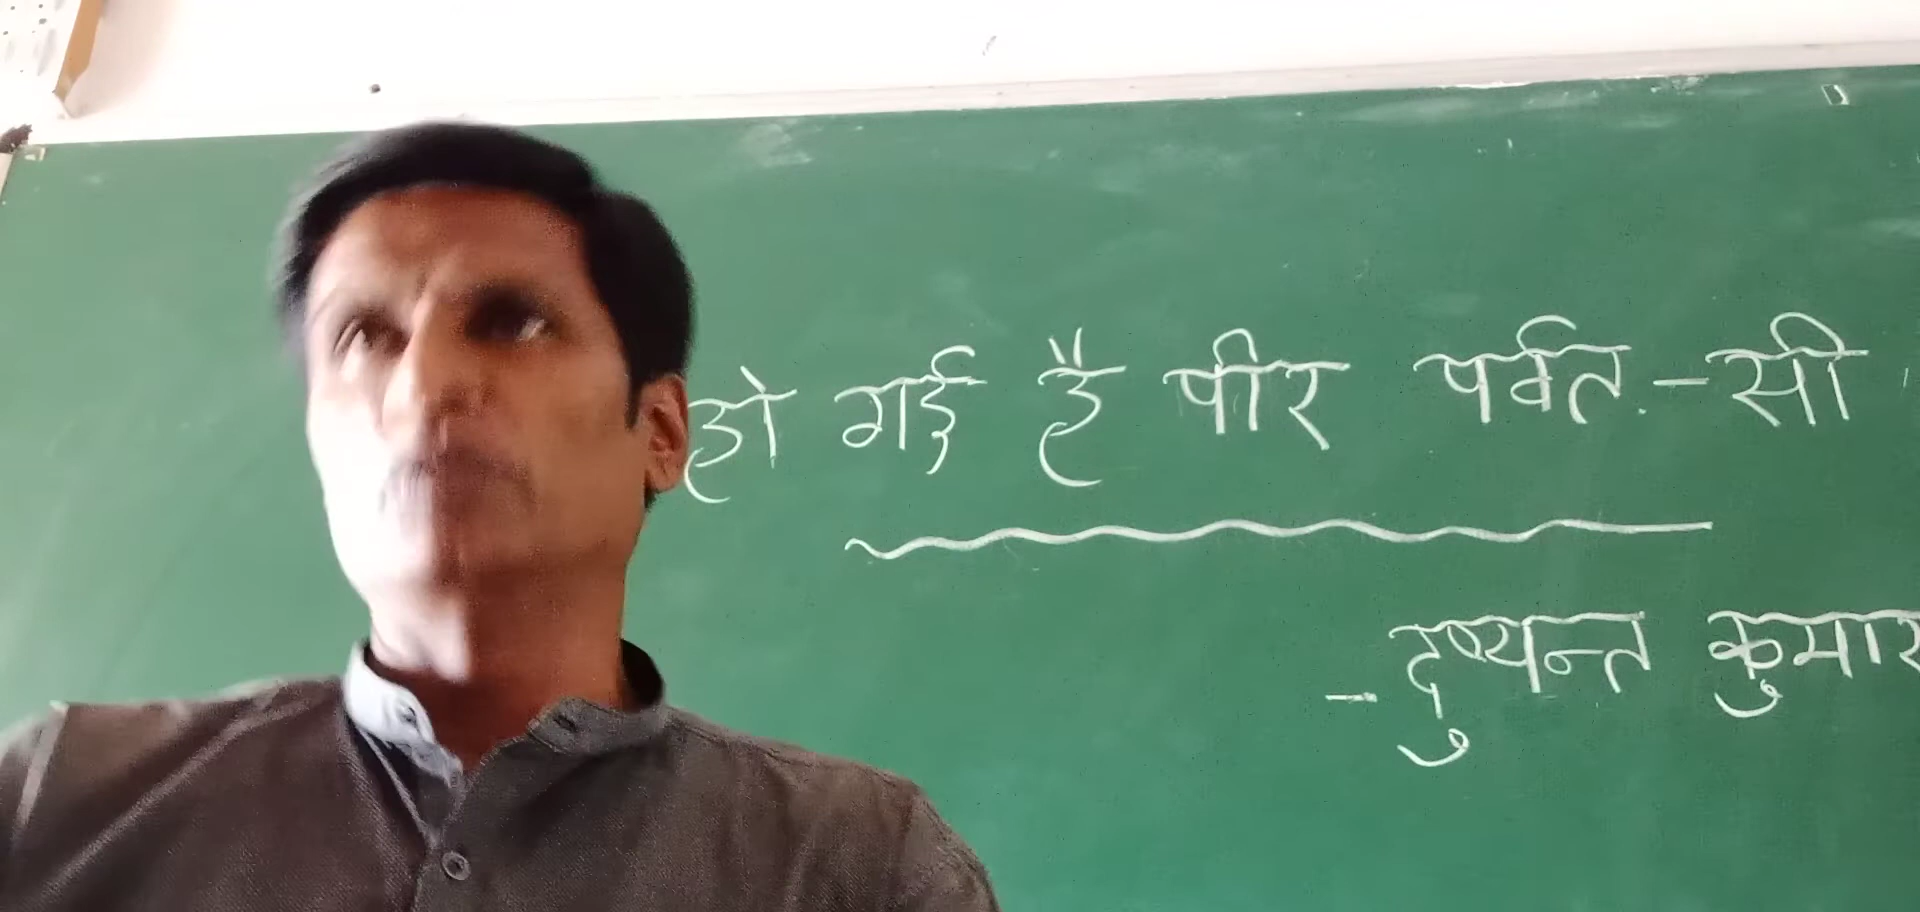 हो गई है पीर पर्वत-सी
- दुष्यन्त कुमार